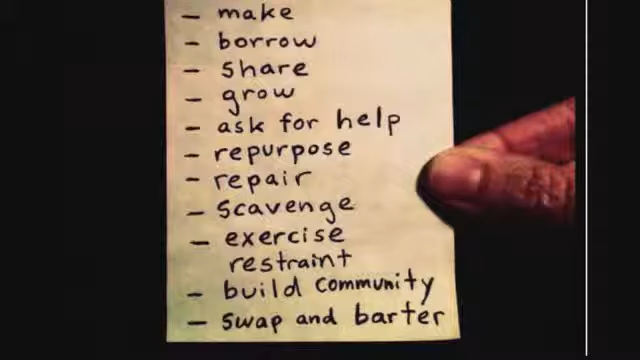 – make
– borrow
– share
– grow
– ask for help
– repurpose
– repair
– scavenge
– exercise
restraint
– build community
– swap and barter